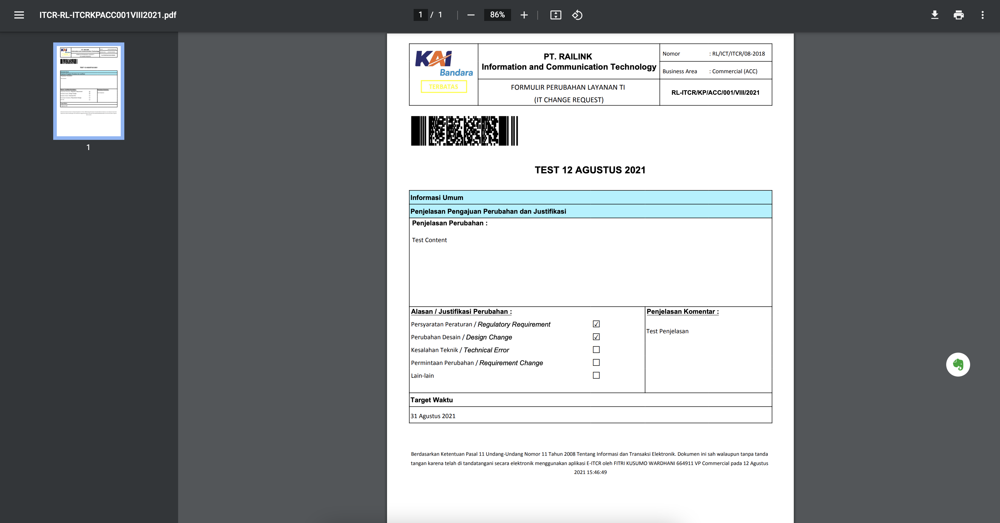 ITCR-RL-ITCRKPACC001VIII2021.pdf
1 / 1
86%
1
KAI
Bandara
TERBATAS
PT. RAILINK
Information and Communication Technology
FORMULIR PERUBAHAN LAYANAN TI
(IT CHANGE REQUEST)
Nomor : RL/ICT/ITCR/08-2018
Business Area : Commercial (ACC)
RL-ITCR/KP/ACC/001/VIII/2021
TEST 12 AGUSTUS 2021
Informasi Umum
Penjelasan Pengajuan Perubahan dan Justifikasi
Penjelasan Perubahan :
Test Content
Alasan / Justifikasi Perubahan :
Persyaratan Peraturan / Regulatory Requirement
Perubahan Desain / Design Change
Kesalahan Teknik / Technical Error
Permintaan Perubahan / Requirement Change
Lain-lain
Penjelasan Komentar :
Test Penjelasan
Target Waktu
31 Agustus 2021
Berdasarkan Ketentuan Pasal 11 Undang-Undang Nomor 11 Tahun 2008 Tentang Informasi dan Transaksi Elektronik. Dokumen ini sah walaupun tanpa tanda
tangan karena telah di tandatangani secara elektronik menggunakan aplikasi E-ITCR oleh FITRI KUSUMO WARDHANI 664911 VP Commercial pada 12 Agustus
2021 15:46:49